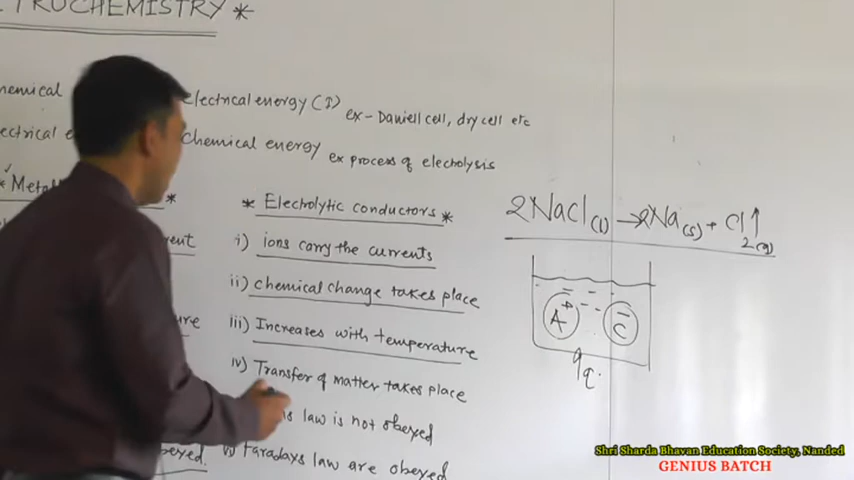 TROCHEMISTRY *
hemical electrical energy (I) ex - Daniell cell, dry cell etc
ectrical e chemical energy ex process of electrolysis
* Metal *
* Electrolytic conductors *
i) ions carry the currents
ii) chemical change takes place
iii) Increases with temperature
iv) Transfer of matter takes place
s law is not obeyed
v) Faradays law are obeyed
ent
ure
beyed.
2NaCl(l) → 2Na(s) + Cl2(g)↑
A+ C-
aq.
Shri Sharda Bhavan Education Society, Nanded
GENIUS BATCH